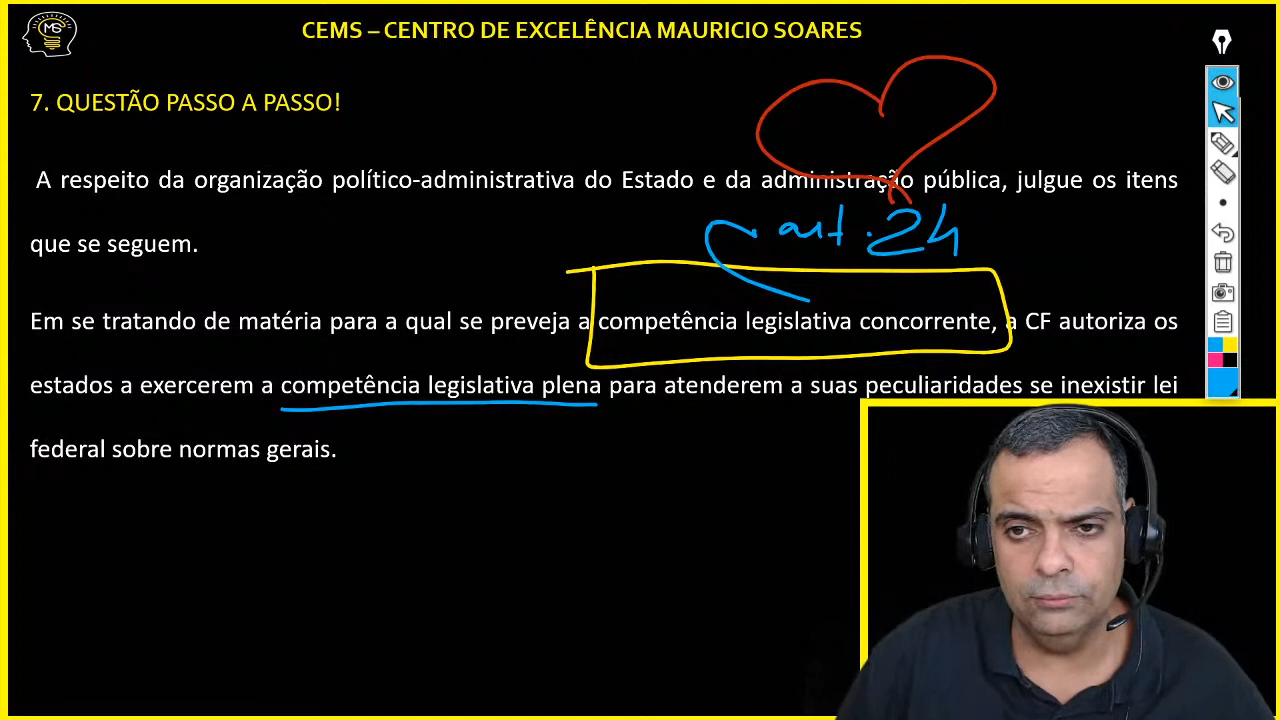 MS
CEMS – CENTRO DE EXCELÊNCIA MAURICIO SOARES
7. QUESTÃO PASSO A PASSO!
A respeito da organização político-administrativa do Estado e da administração pública, julgue os itens
que se seguem.
art. 24
Em se tratando de matéria para a qual se preveja a competência legislativa concorrente, a CF autoriza os
estados a exercerem a competência legislativa plena para atenderem a suas peculiaridades se inexistir lei
federal sobre normas gerais.